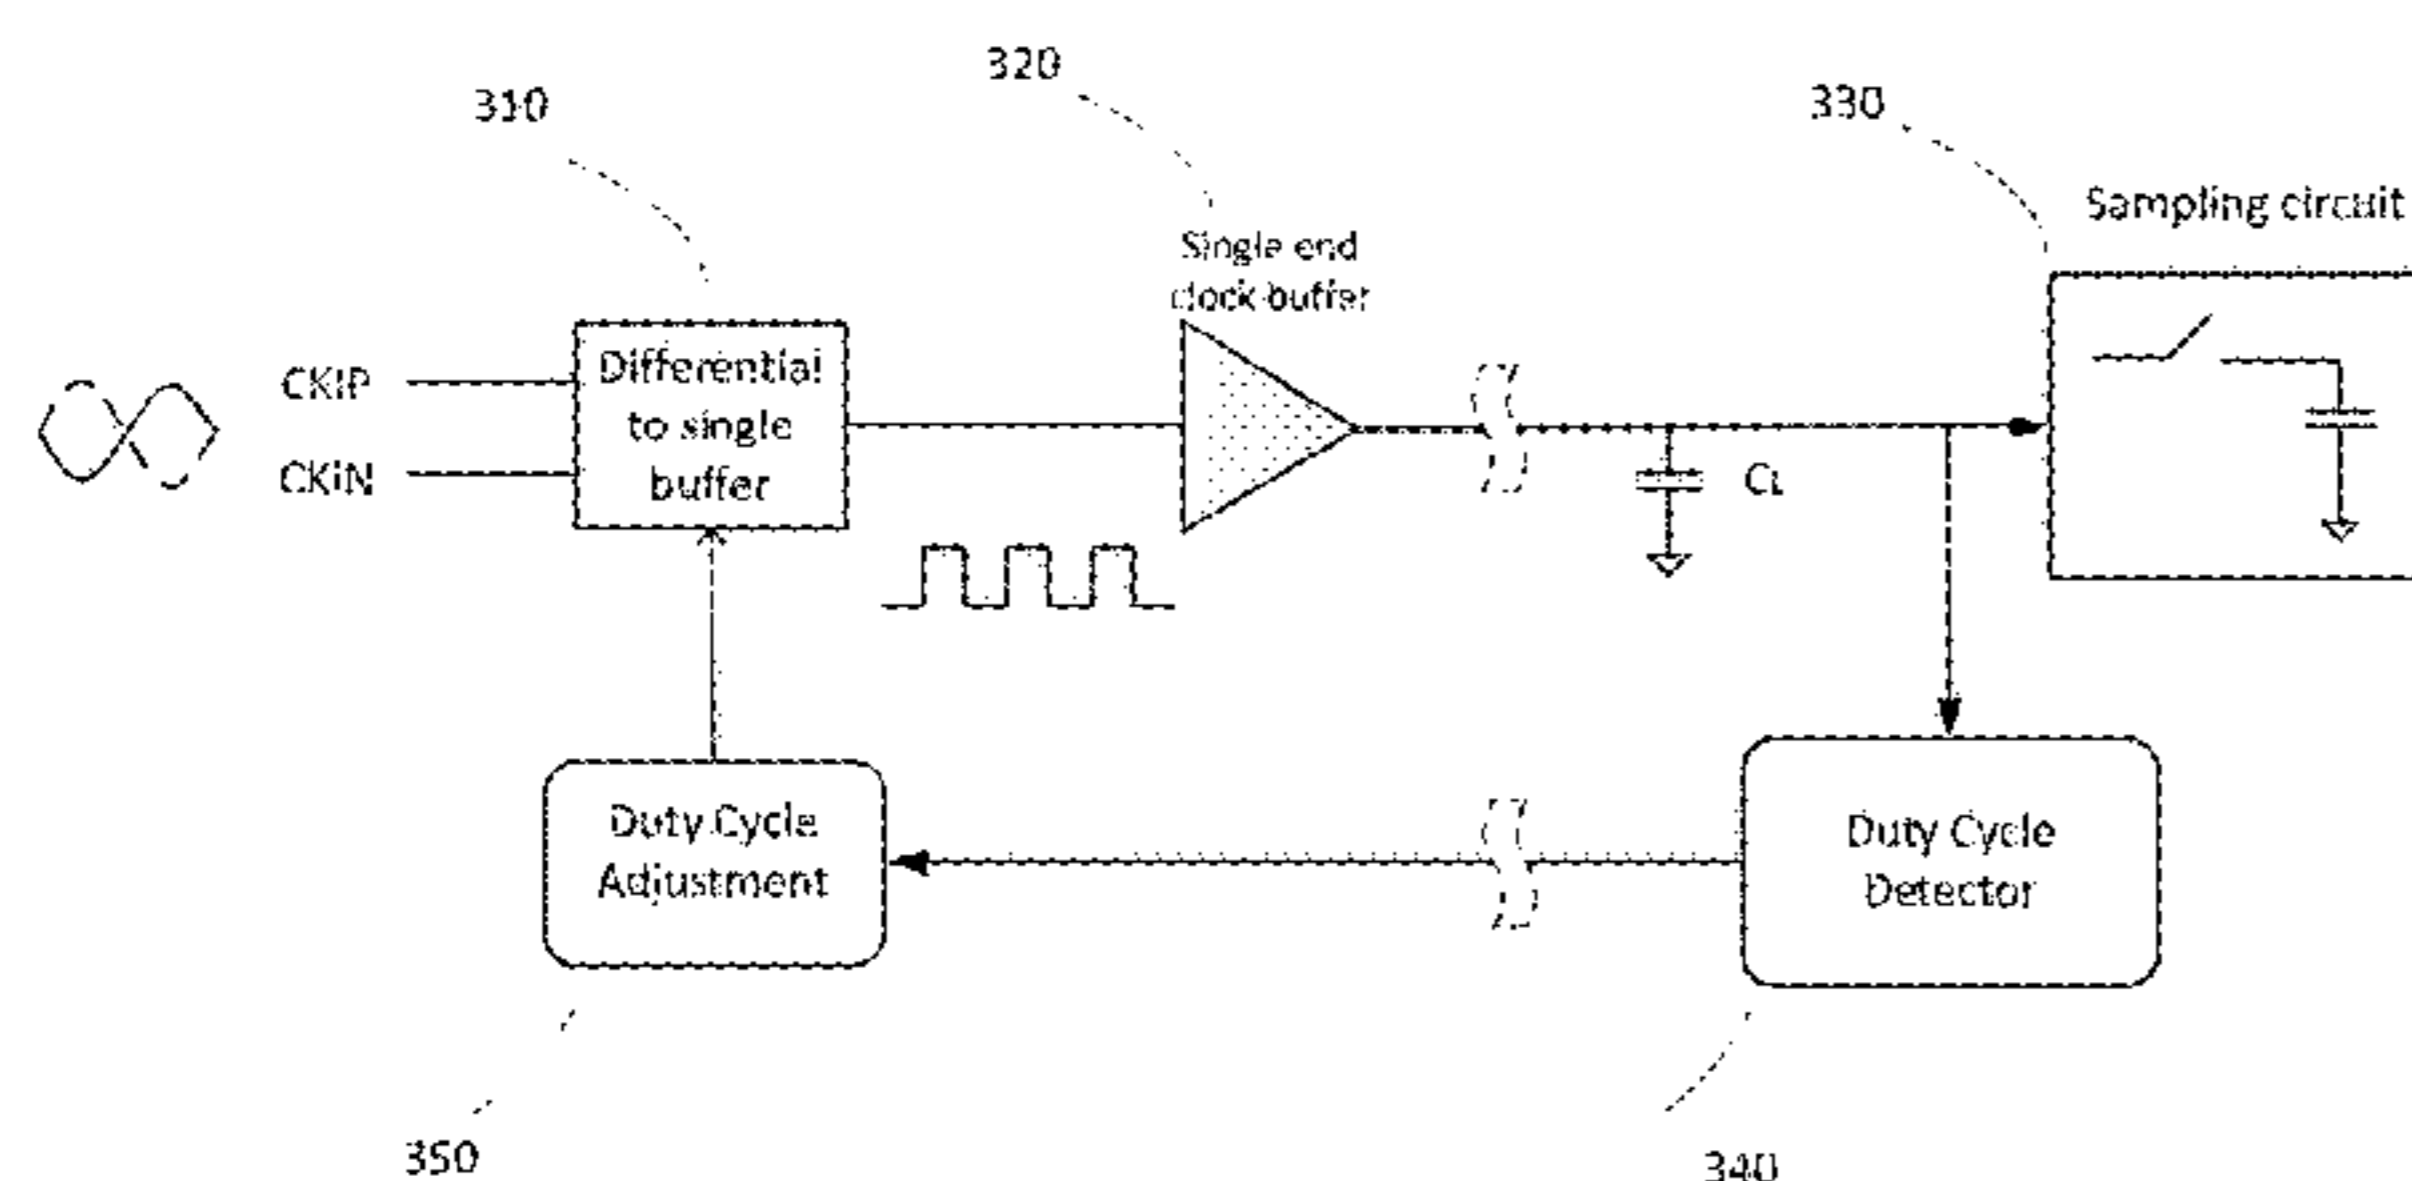 320
310
330
Sampling circuit
Single end
clock buffer
CKIP
Differential
to single
buffer
CKIN
CL
Duty Cycle
Adjustment
Duty Cycle
Detector
350
340